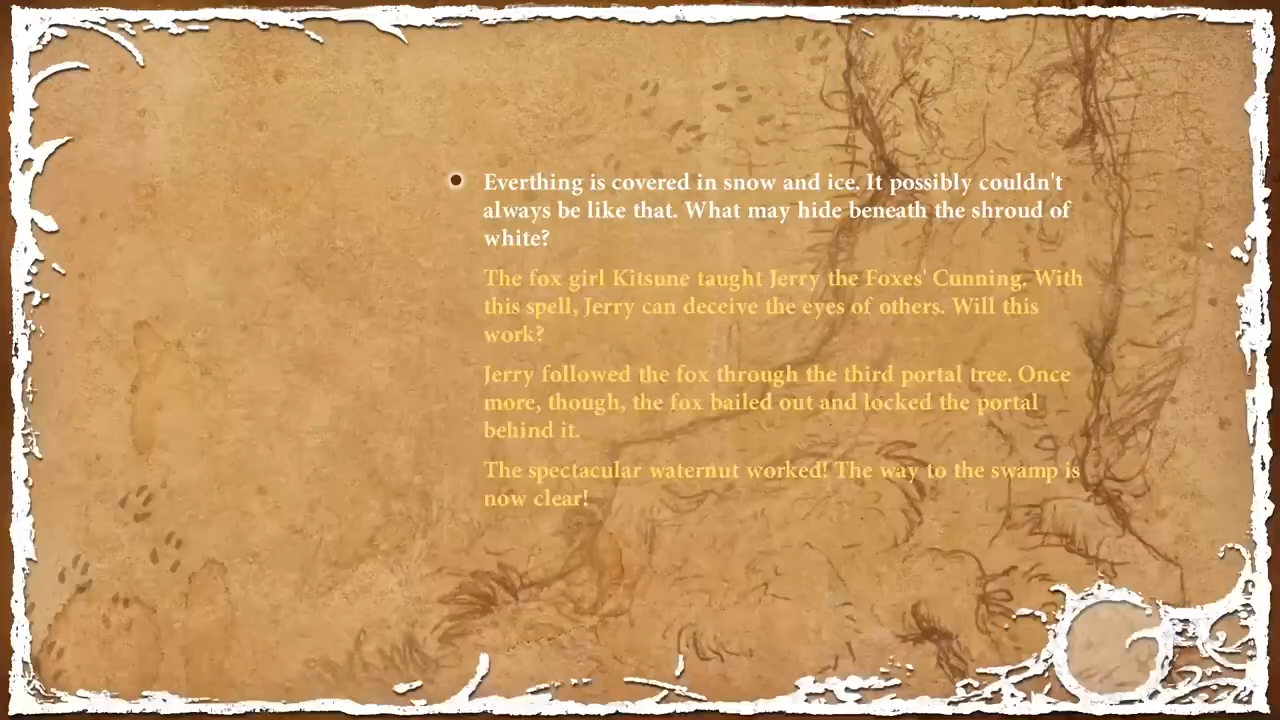 Everthing is covered in snow and ice. It possibly couldn't
always be like that. What may hide beneath the shroud of
white?
The fox girl Kitsune taught Jerry the Foxes' Cunning. With
this spell, Jerry can deceive the eyes of others. Will this
work?
Jerry followed the fox through the third portal tree. Once
more, though, the fox bailed out and locked the portal
behind it.
The spectacular waternut worked! The way to the swamp is
now clear!